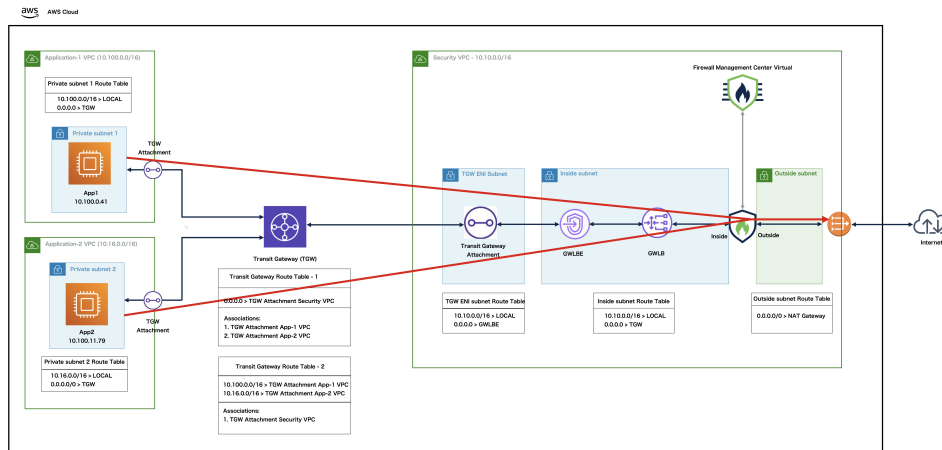 aws
AWS Cloud
Application-1 VPC (10.100.0.0/16)
Private subnet 1 Route Table
10.100.0.0/16 > LOCAL
0.0.0.0 > TGW
Private subnet 1
App1
10.100.0.41
TGW
Attachment
Application-2 VPC (10.16.0.0/16)
Private subnet 2
App2
10.100.11.79
TGW
Attachment
Private subnet 2 Route Table
10.16.0.0/16 > LOCAL
0.0.0.0/0 > TGW
Transit Gateway (TGW)
Transit Gateway Route Table - 1
0.0.0.0 > TGW Attachment Security VPC
Associations:
1. TGW Attachment App-1 VPC
2. TGW Attachment App-2 VPC
Transit Gateway Route Table - 2
10.100.0.0/16 > TGW Attachment App-1 VPC
10.16.0.0/16 > TGW Attachment App-2 VPC
Associations:
1. TGW Attachment Security VPC
Security VPC - 10.10.0.0/16
Firewall Management Center Virtual
TGW ENI Subnet
Transit Gateway
Attachment
Inside subnet
GWLBE
GWLB
Inside
Outside
Outside subnet
Internet
TGW ENI subnet Route Table
10.10.0.0/16 > LOCAL
0.0.0.0 > GWLBE
Inside subnet Route Table
10.10.0.0/16 > LOCAL
0.0.0.0 > TGW
Outside subnet Route Table
0.0.0.0/0 > NAT Gateway